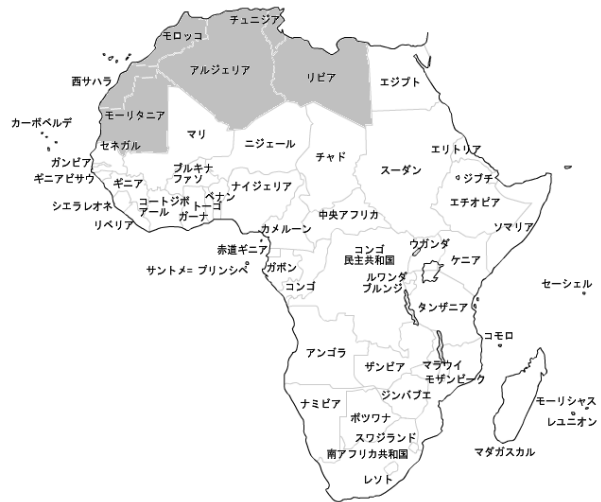 チュニジア
モロッコ
アルジェリア
リビア
エジプト
西サハラ
モーリタニア
カーボベルデ
マリ
セネガル
ニジェール
エリトリア
ガンビア
チャド
スーダン
ギニアビサウ
ギニア
ブルキナ
ファソ
ジブチ
ナイジェリア
ベナン
コートジボ
アール
トーゴ
ガーナ
シエラレオネ
エチオピア
リベリア
中央アフリカ
ソマリア
カメルーン
赤道ギニア
コンゴ
民主共和国
ウガンダ
ケニア
サントメ=プリンシペ
ガボン
ルワンダ
ブルンジ
コンゴ
セーシェル
タンザニア
コモロ
アンゴラ
ザンビア
マラウイ
モザンビーク
ナミビア
ジンバブエ
モーリシャス
ボツワナ
レユニオン
スワジランド
マダガスカル
南アフリカ共和国
レソト